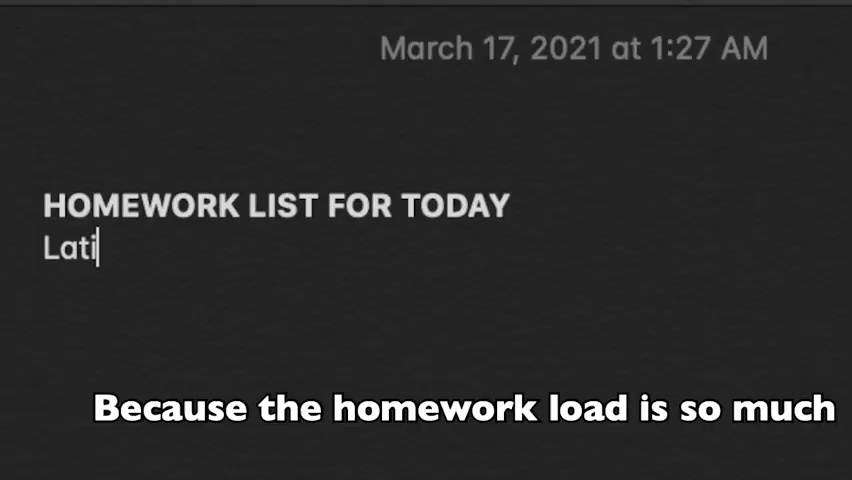 March 17, 2021 at 1:27 AM
HOMEWORK LIST FOR TODAY
Lati
Because the homework load is so much